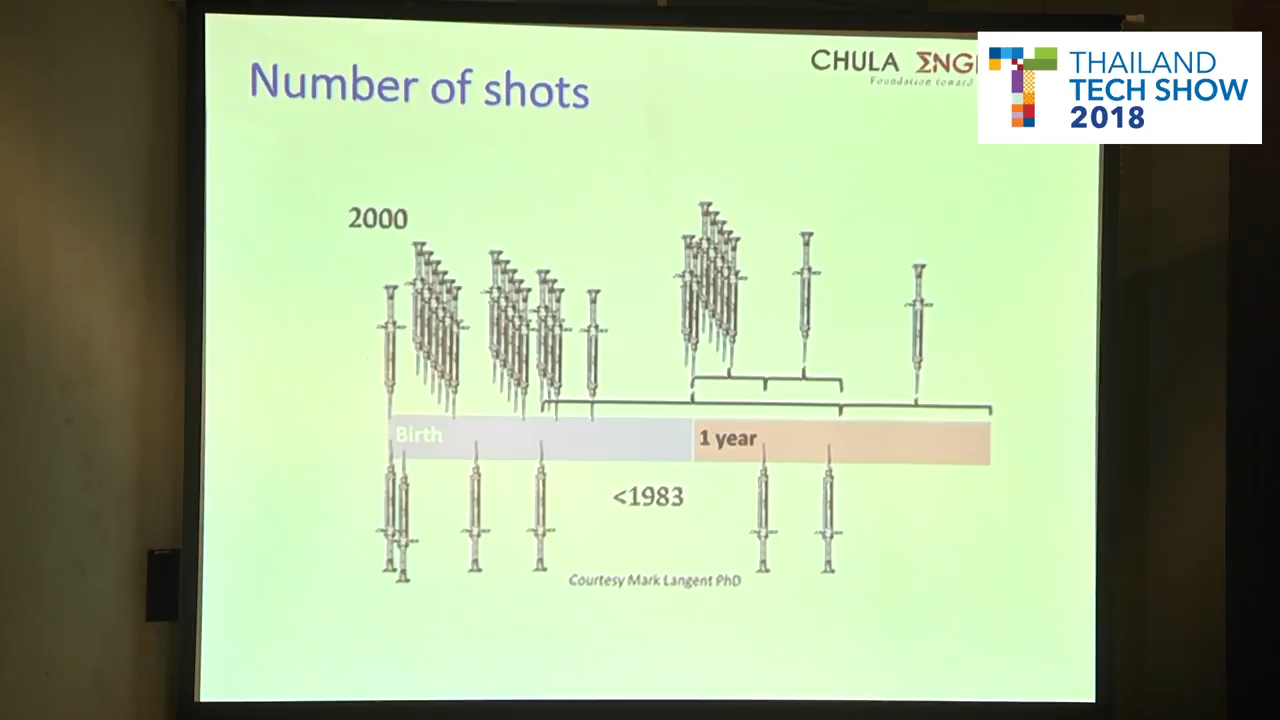 Number of shots
CHULA ΣNG
Foundation toward
THAILAND
TECH SHOW
2018
2000
Birth
1 year
<1983
Courtesy Mark Langent PhD